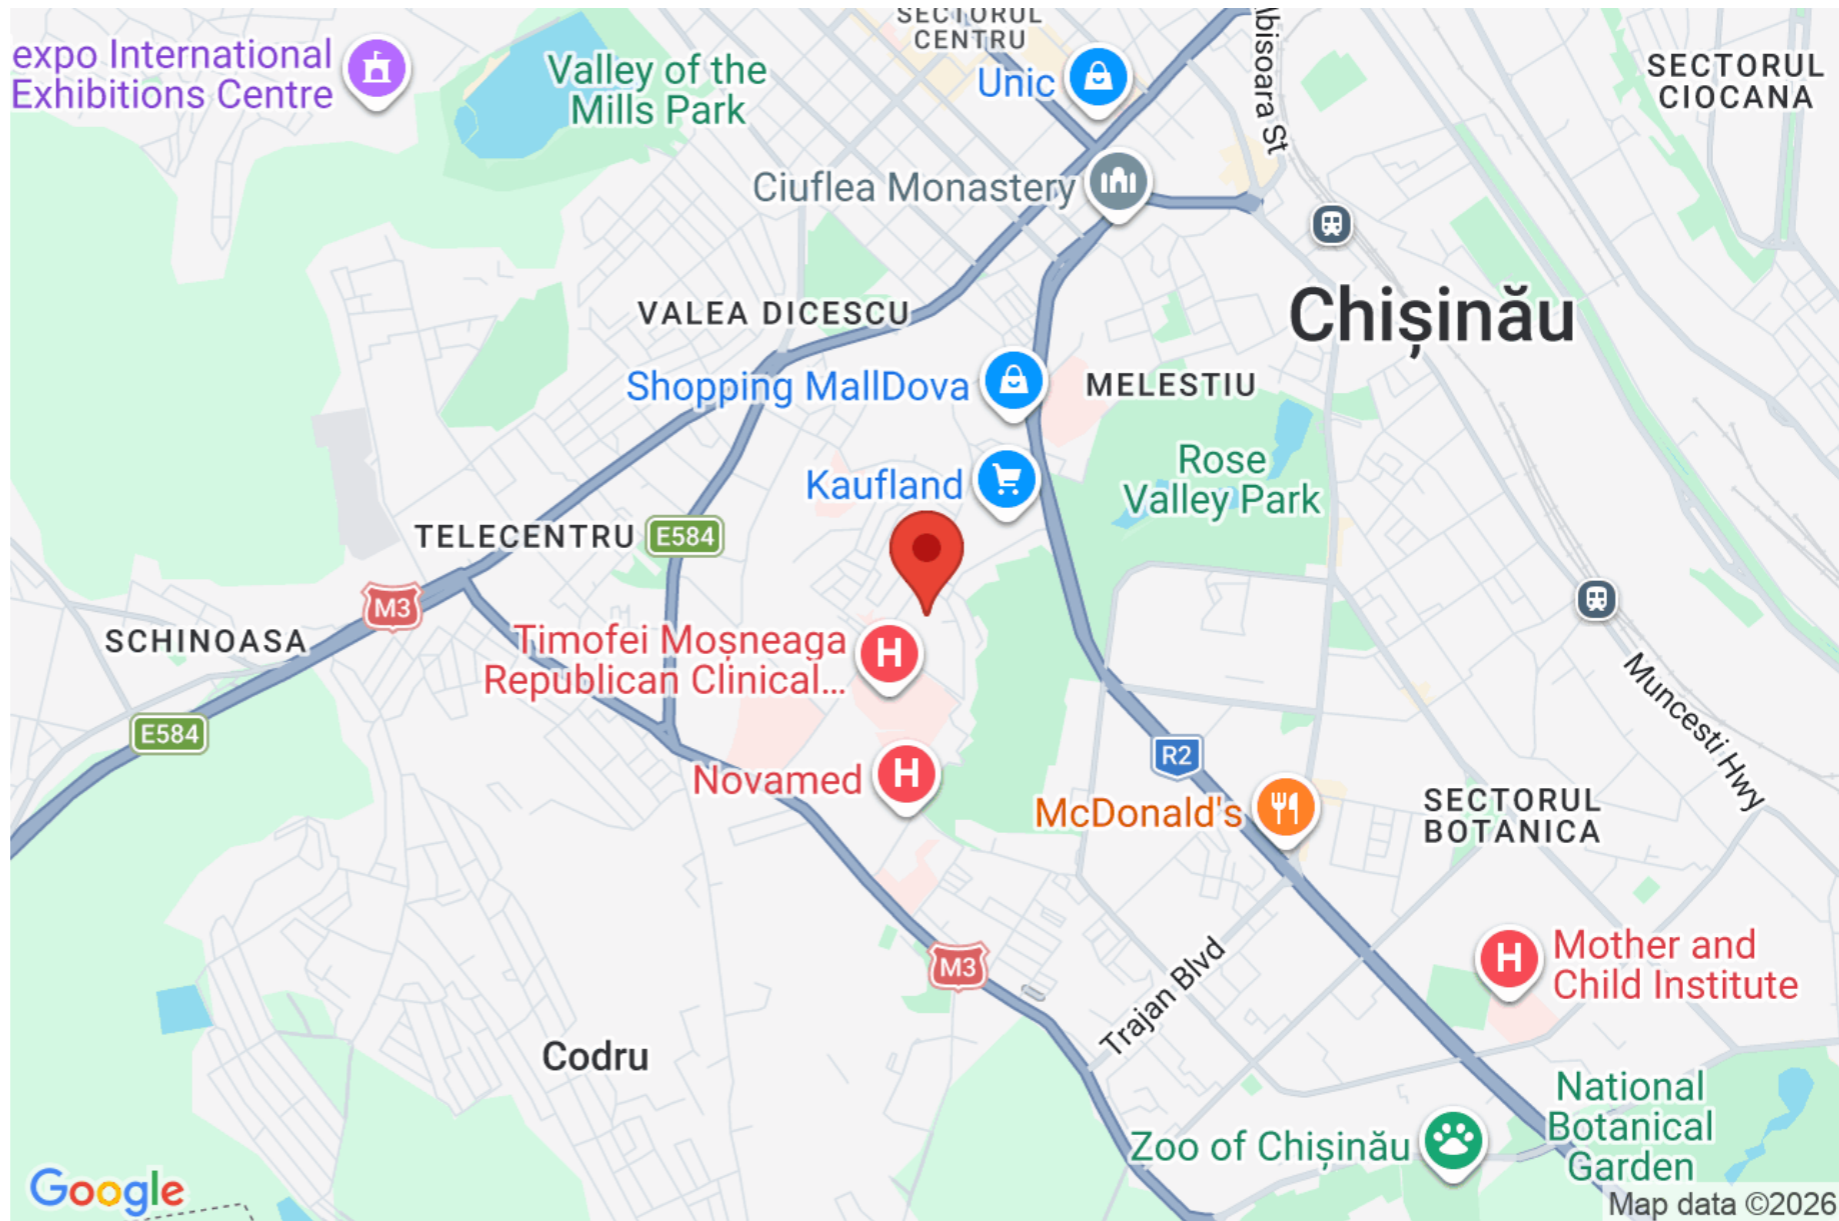 SECTORUL
CENTRU
expo International
Exhibitions Centre
Valley of the
Mills Park
Unic
Abisoara St
SECTORUL
CIOCANA
Ciuflea Monastery
Chișinău
VALEA DICESCU
Shopping MallDova
MELESTIU
Rose
Valley Park
Kaufland
TELECENTRU
E584
M3
SCHINOASA
Timofei Moșneaga
Republican Clinical...
H
E584
Muncesti Hwy
R2
Novamed
H
McDonald's
SECTORUL
BOTANICA
M3
Trajan Blvd
H
Mother and
Child Institute
Codru
National
Botanical
Garden
Zoo of Chișinău
Google
Map data ©2026